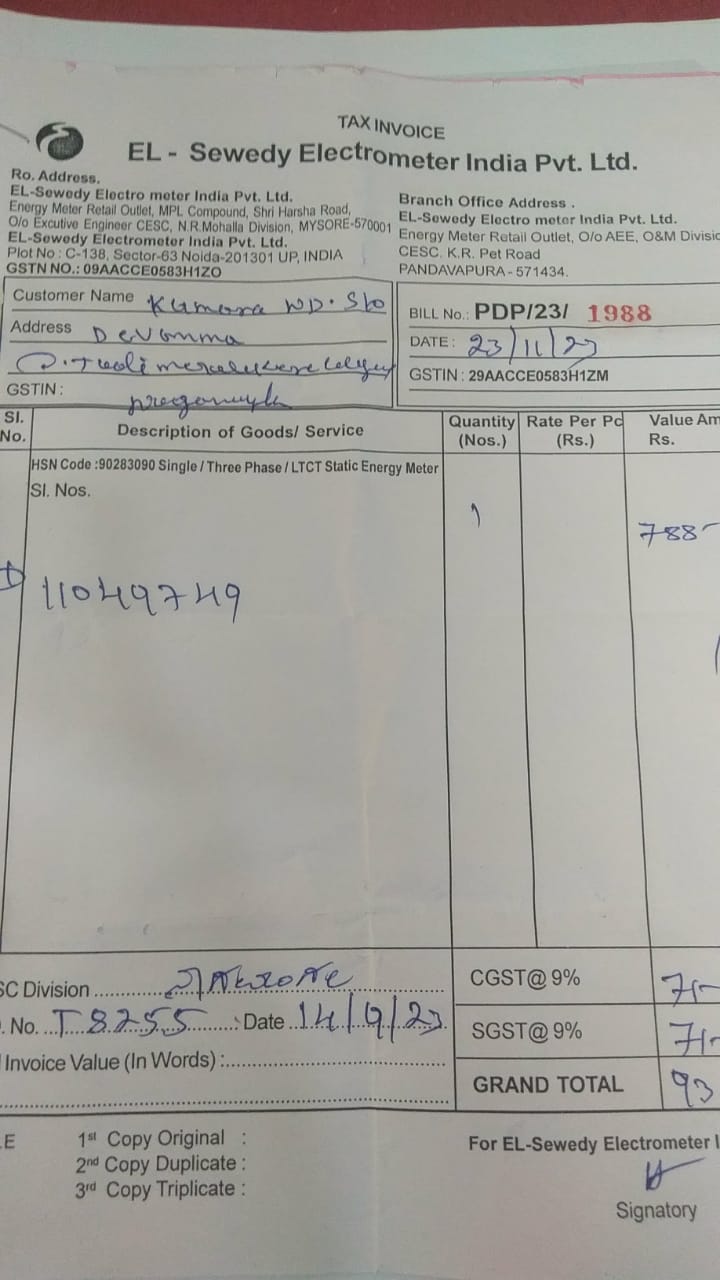 TAX INVOICE
EL - Sewedy Electrometer India Pvt. Ltd.
Ro. Address.
EL-Sewedy Electro meter India Pvt. Ltd.
Energy Meter Retail Outlet, MPL Compound, Shri Harsha Road,
O/o Excutive Engineer CESC, N.R.Mohalla Division, MYSORE-570001
EL-Sewedy Electrometer India Pvt. Ltd.
Plot No : C-138, Sector-63 Noida-201301 UP, INDIA
GSTN NO.: 09AACCE0583H1ZO
Branch Office Address .
EL-Sewedy Electro meter India Pvt. Ltd.
Energy Meter Retail Outlet, O/o AEE, O&M Divisio
CESC. K.R. Pet Road
PANDAVAPURA - 571434.
Customer Name Kumara ND. S/o
Address Devamma
GSTIN :
BILL No.: PDP/23/ 1988
DATE : 23/11/23
GSTIN : 29AACCE0583H1ZM
Sl. No. Description of Goods/ Service Quantity (Nos.) Rate Per Pc (Rs.) Value Am Rs.
HSN Code :90283090 Single / Three Phase / LTCT Static Energy Meter
Sl. Nos.
1 788-
11049749
SC Division
CGST@ 9% 71-
. No. T 8255 Date 14/9/23
SGST@ 9% 71-
Invoice Value (In Words) :
GRAND TOTAL 93
E 1st Copy Original :
2nd Copy Duplicate :
3rd Copy Triplicate :
For EL-Sewedy Electrometer I
Signatory